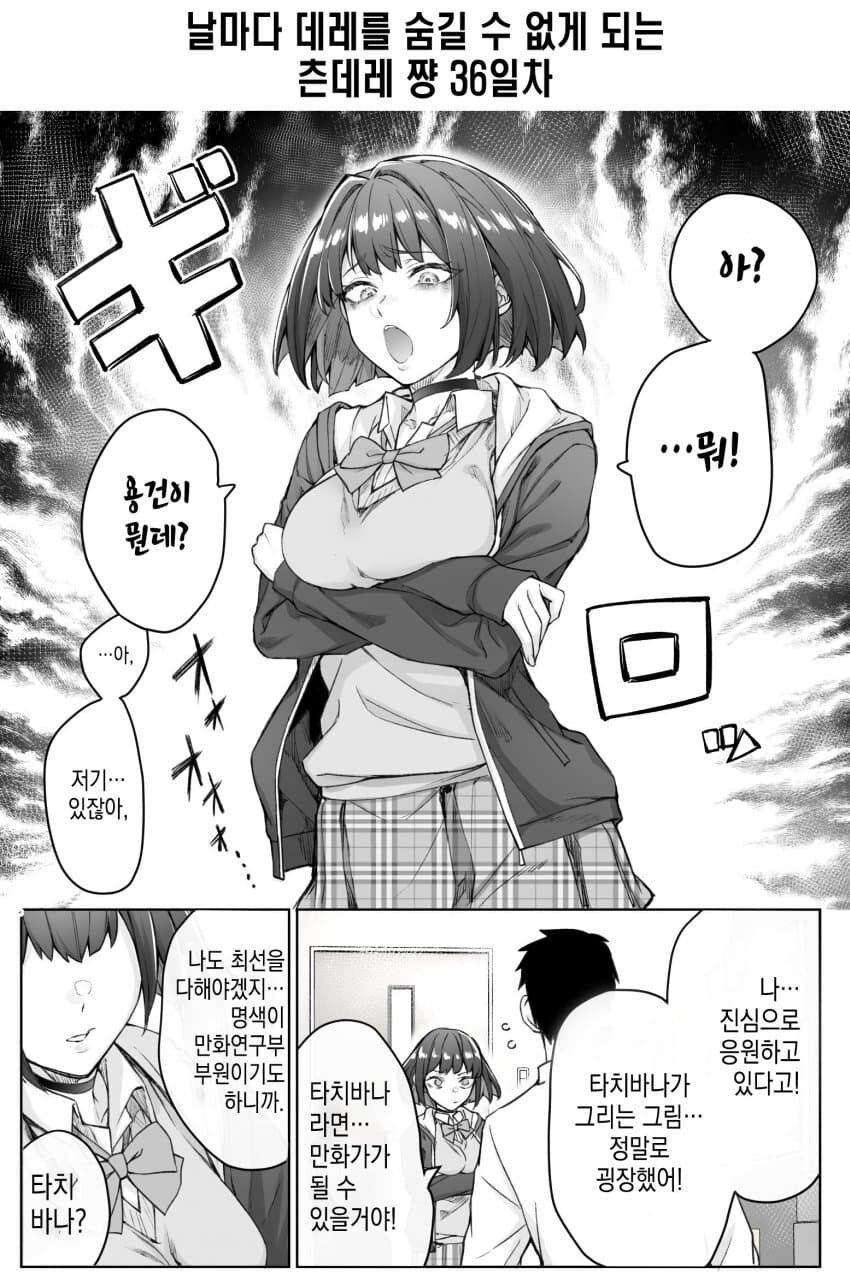 날마다 데레를 숨길 수 없게 되는
츤데레 쨩 36일차
아?
…뭐!
ギロ
용건이
뭔데?
…아,
저기…
있잖아,
나…
진심으로
응원하고
있다고!
타치바나가
그리는 그림…
정말로
굉장했어!
타치바나
라면…
만화가가
될 수
있을거야!
나도 최선을
다해야겠지…
명색이
만화연구부
부원이기도
하니까.
타치
바나?